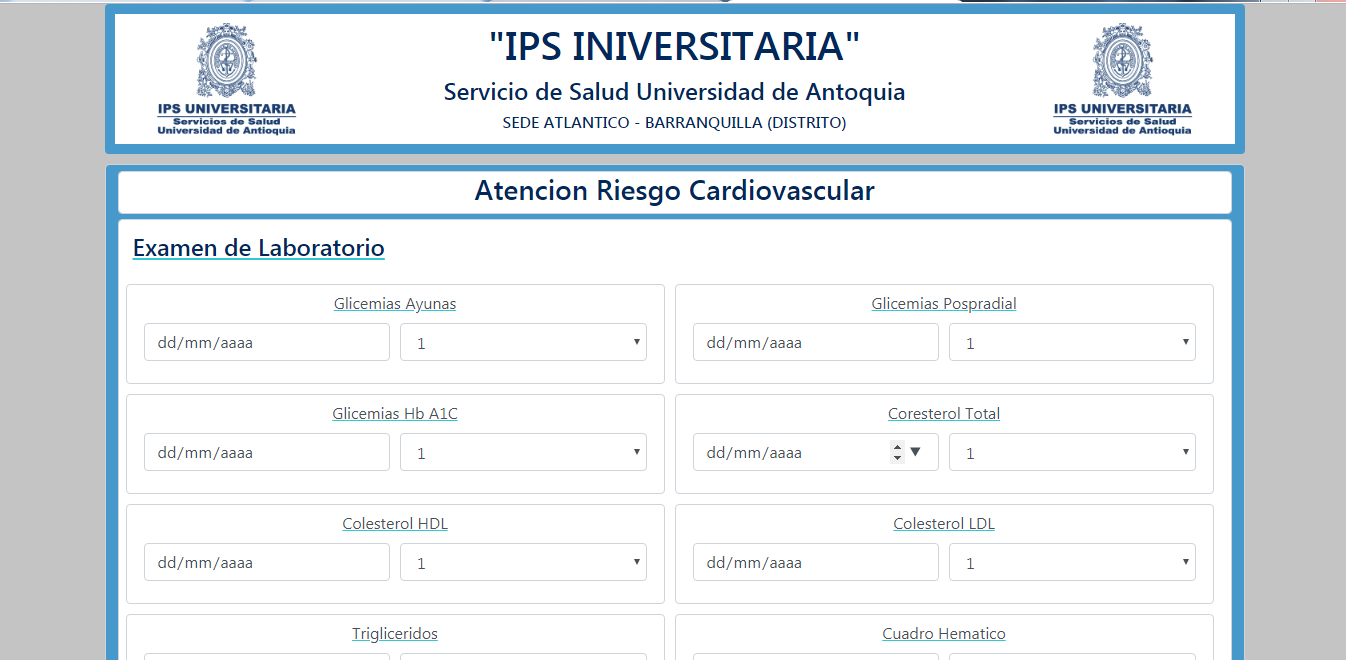 "IPS INIVERSITARIA"
Servicio de Salud Universidad de Antoquia
SEDE ATLANTICO - BARRANQUILLA (DISTRITO)
IPS UNIVERSITARIA
Servicios de Salud
Universidad de Antioquia
IPS UNIVERSITARIA
Servicios de Salud
Universidad de Antioquia
Atencion Riesgo Cardiovascular
Examen de Laboratorio
Glicemias Ayunas
dd/mm/aaaa 1
Glicemias Pospradial
dd/mm/aaaa 1
Glicemias Hb A1C
dd/mm/aaaa 1
Coresterol Total
dd/mm/aaaa 1
Colesterol HDL
dd/mm/aaaa 1
Colesterol LDL
dd/mm/aaaa 1
Trigliceridos
Cuadro Hematico